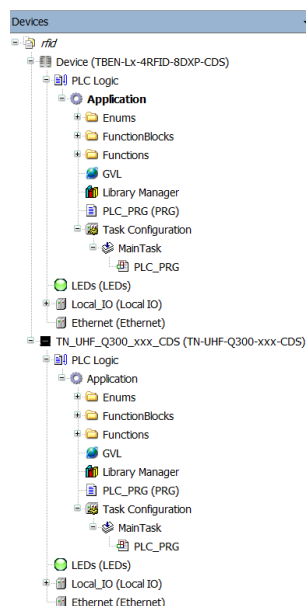 Devices
rfid
Device (TBEN-Lx-4RFID-8DXP-CDS)
PLC Logic
Application
Enums
FunctionBlocks
Functions
GVL
Library Manager
PLC_PRG (PRG)
Task Configuration
MainTask
PLC_PRG
LEDs (LEDs)
Local_IO (Local IO)
Ethernet (Ethernet)
TN_UHF_Q300_xxx_CDS (TN-UHF-Q300-xxx-CDS)
PLC Logic
Application
Enums
FunctionBlocks
Functions
GVL
Library Manager
PLC_PRG (PRG)
Task Configuration
MainTask
PLC_PRG
LEDs (LEDs)
Local_IO (Local IO)
Ethernet (Ethernet)